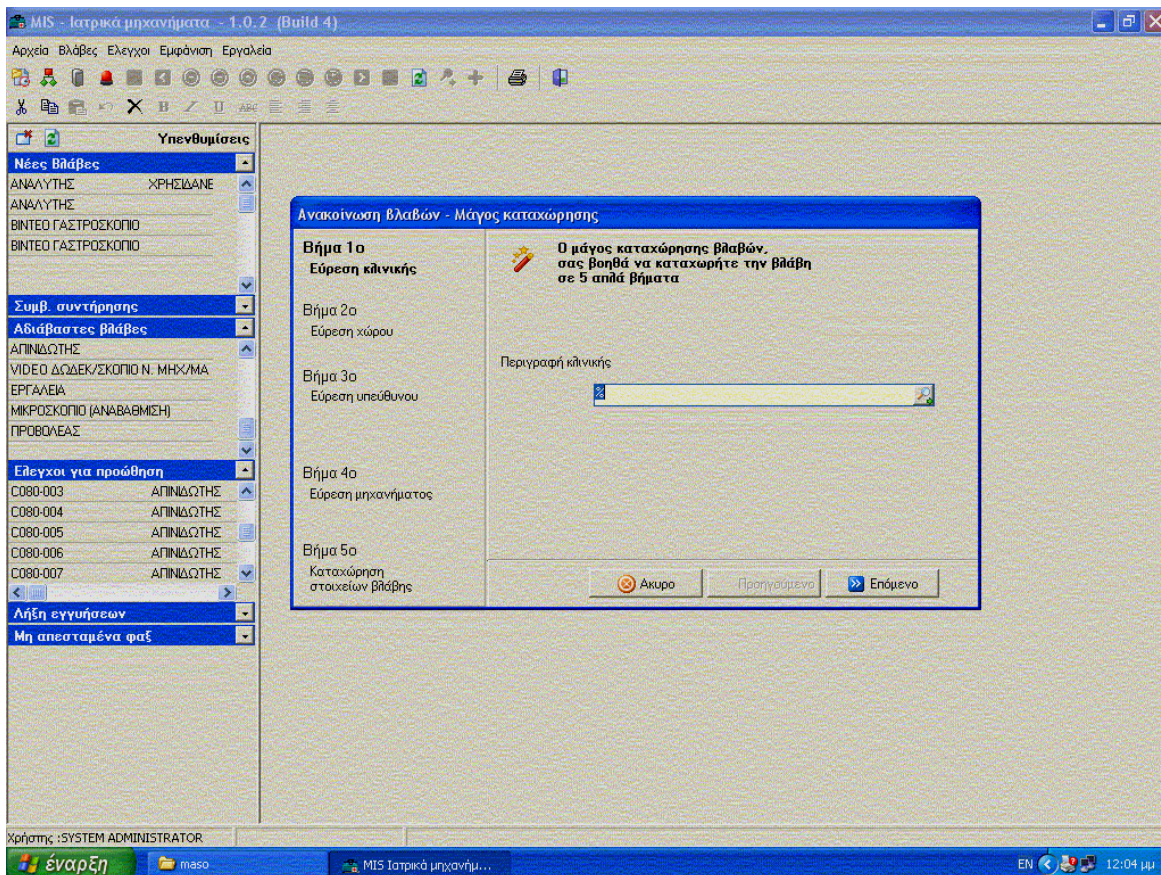 MIS - Ιατρικά μηχανήματα - 1.0.2 (Build 4)
Αρχεία Βλάβες Ελεγχοι Εμφάνιση Εργαλεία
B I U ABC
Υπενθυμίσεις
Νέες Βλάβες
ΑΝΑΛΥΤΗΣ ΧΡΗΣΙΔΑΝΕ
ΑΝΑΛΥΤΗΣ
ΒΙΝΤΕΟ ΓΑΣΤΡΟΣΚΟΠΙΟ
ΒΙΝΤΕΟ ΓΑΣΤΡΟΣΚΟΠΙΟ
Συμβ. συντήρησης
Αδιάβαστες βλάβες
ΑΠΙΝΙΔΩΤΗΣ
VIDEO ΔΩΔΕΚ/ΣΚΟΠΙΟ Ν. ΜΗΧ/ΜΑ
ΕΡΓΑΛΕΙΑ
ΜΙΚΡΟΣΚΟΠΙΟ (ΑΝΑΒΑΘΜΙΣΗ)
ΠΡΟΒΟΛΕΑΣ
Ελεγχοι για προώθηση
C080-003 ΑΠΙΝΙΔΩΤΗΣ
C080-004 ΑΠΙΝΙΔΩΤΗΣ
C080-005 ΑΠΙΝΙΔΩΤΗΣ
C080-006 ΑΠΙΝΙΔΩΤΗΣ
C080-007 ΑΠΙΝΙΔΩΤΗΣ
Λήξη εγγυήσεων
Μη απεσταμένα φαξ
Ανακοίνωση βλαβών - Μάγος καταχώρησης
Βήμα 1ο
Εύρεση κλινικής
Βήμα 2ο
Εύρεση χώρου
Βήμα 3ο
Εύρεση υπεύθυνου
Βήμα 4ο
Εύρεση μηχανήματος
Βήμα 5ο
Καταχώρηση
στοιχείων βλάβης
Ο μάγος καταχώρησης βλαβών,
σας βοηθά να καταχωρήτε την βλάβη
σε 5 απλά βήματα
Περιγραφή κλινικής
%
Ακυρο Προηγούμενο Επόμενο
Χρήστης :SYSTEM ADMINISTRATOR
έναρξη maso MIS Ιατρικά μηχανήμ... EN 12:04 μμ